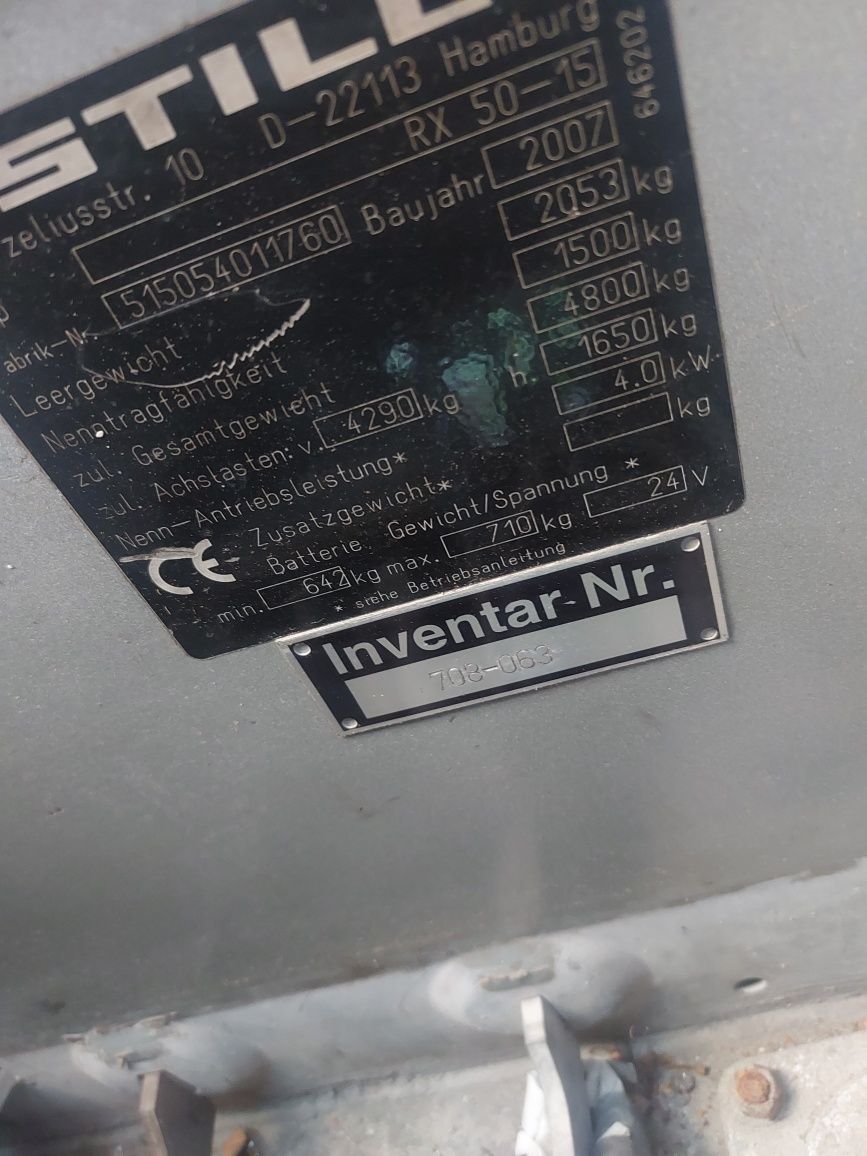 STILL
zeliusstr. 10 D-22113 Hamburg
RX 50-15
646202
abrik-Nr. 515054011760 Baujahr 2007
Leergewicht 2053 kg
Nenntragfähigkeit 1500 kg
zul. Gesamtgewicht 4800 kg
zul. Achslasten: v. 4290 kg h. 1650 kg
Nenn-Antriebsleistung* 4.0 kW
Zusatzgewicht* kg
CE Batterie: Gewicht/Spannung *
min. 642 kg max. 710 kg 24 V
* siehe Betriebsanleitung
Inventar Nr.
708-063